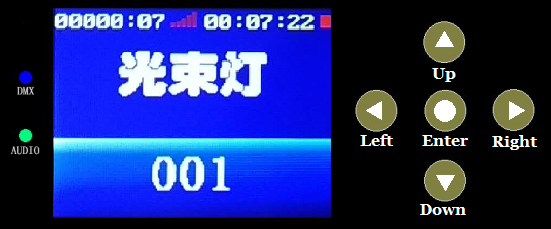 00000:07 00:07:22
光束灯
001
DMX
AUDIO
Up
Left
Enter
Right
Down